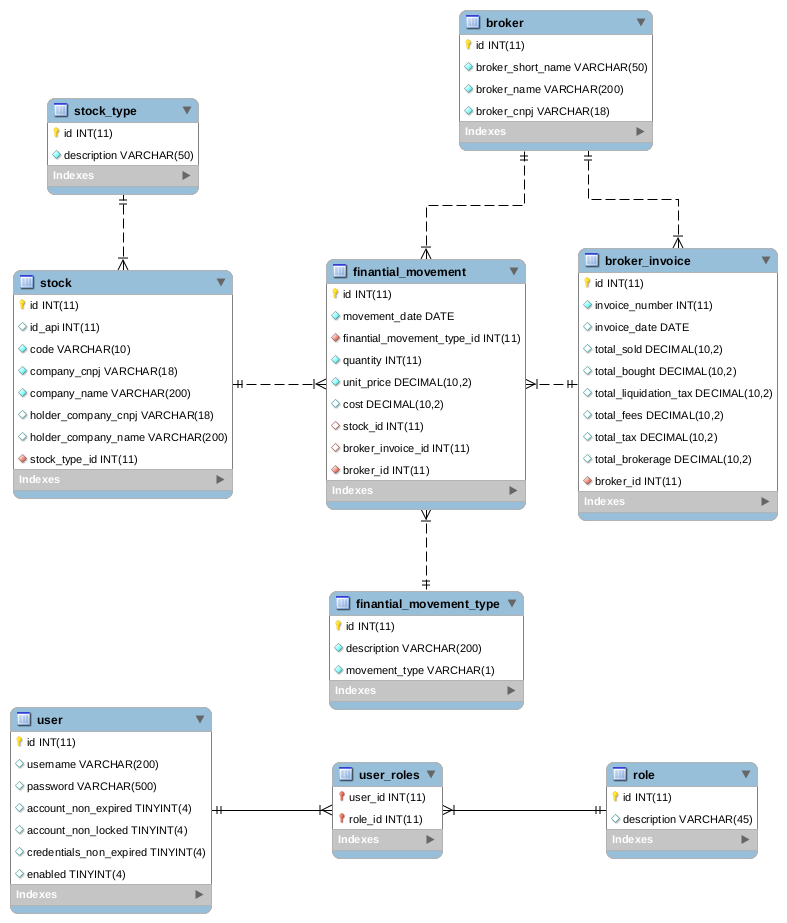 broker
id INT(11)
broker_short_name VARCHAR(50)
broker_name VARCHAR(200)
broker_cnpj VARCHAR(18)
Indexes
stock_type
id INT(11)
description VARCHAR(50)
Indexes
stock
id INT(11)
id_api INT(11)
code VARCHAR(10)
company_cnpj VARCHAR(18)
company_name VARCHAR(200)
holder_company_cnpj VARCHAR(18)
holder_company_name VARCHAR(200)
stock_type_id INT(11)
Indexes
finantial_movement
id INT(11)
movement_date DATE
finantial_movement_type_id INT(11)
quantity INT(11)
unit_price DECIMAL(10,2)
cost DECIMAL(10,2)
stock_id INT(11)
broker_invoice_id INT(11)
broker_id INT(11)
Indexes
broker_invoice
id INT(11)
invoice_number INT(11)
invoice_date DATE
total_sold DECIMAL(10,2)
total_bought DECIMAL(10,2)
total_liquidation_tax DECIMAL(10,2)
total_fees DECIMAL(10,2)
total_tax DECIMAL(10,2)
total_brokerage DECIMAL(10,2)
broker_id INT(11)
Indexes
finantial_movement_type
id INT(11)
description VARCHAR(200)
movement_type VARCHAR(1)
Indexes
user
id INT(11)
username VARCHAR(200)
password VARCHAR(500)
account_non_expired TINYINT(4)
account_non_locked TINYINT(4)
credentials_non_expired TINYINT(4)
enabled TINYINT(4)
Indexes
user_roles
user_id INT(11)
role_id INT(11)
Indexes
role
id INT(11)
description VARCHAR(45)
Indexes